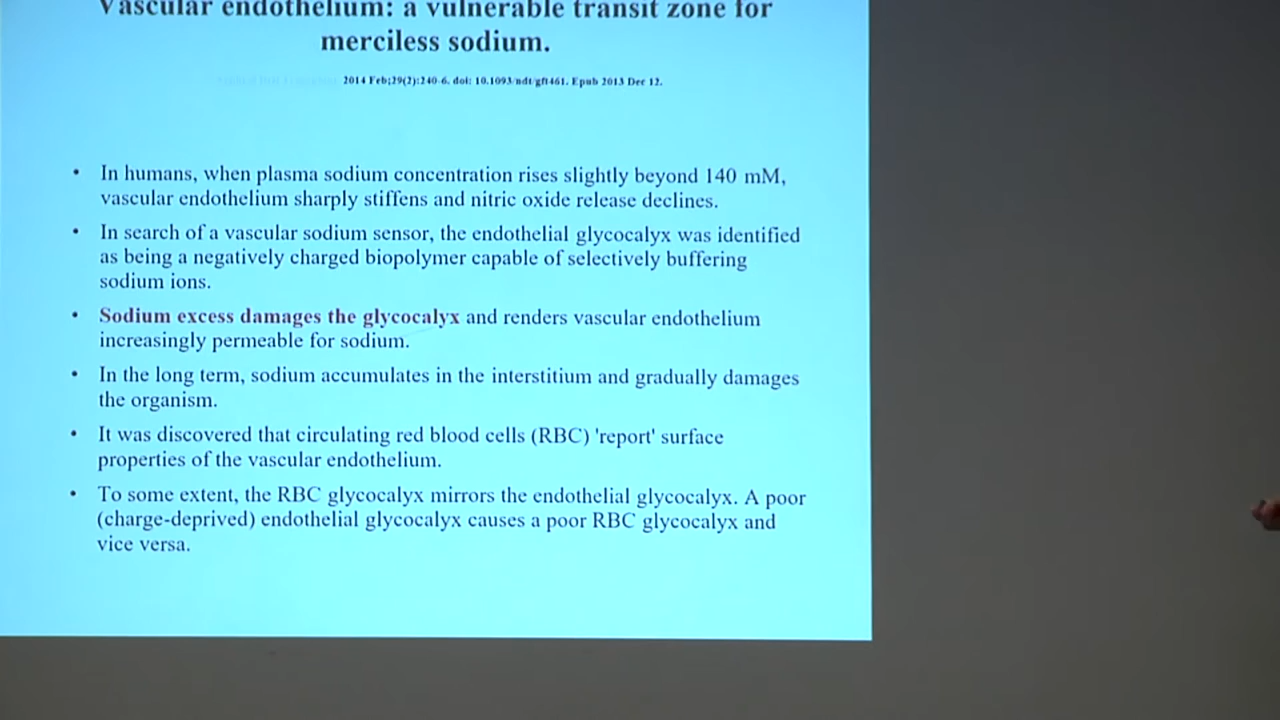 Vascular endothelium: a vulnerable transit zone for
merciless sodium.
2014 Feb;29(2):240-6. doi: 10.1093/ndt/gft461. Epub 2013 Dec 12.
• In humans, when plasma sodium concentration rises slightly beyond 140 mM,
vascular endothelium sharply stiffens and nitric oxide release declines.
• In search of a vascular sodium sensor, the endothelial glycocalyx was identified
as being a negatively charged biopolymer capable of selectively buffering
sodium ions.
• Sodium excess damages the glycocalyx and renders vascular endothelium
increasingly permeable for sodium.
• In the long term, sodium accumulates in the interstitium and gradually damages
the organism.
• It was discovered that circulating red blood cells (RBC) 'report' surface
properties of the vascular endothelium.
• To some extent, the RBC glycocalyx mirrors the endothelial glycocalyx. A poor
(charge-deprived) endothelial glycocalyx causes a poor RBC glycocalyx and
vice versa.